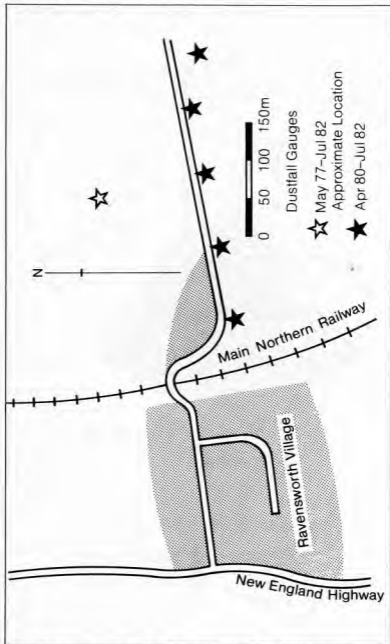 N
0 50 100 150m
Dustfall Gauges
May 77–Jul 82
Approximate Location
Apr 80–Jul 82
Main Northern Railway
Ravensworth Village
New England Highway